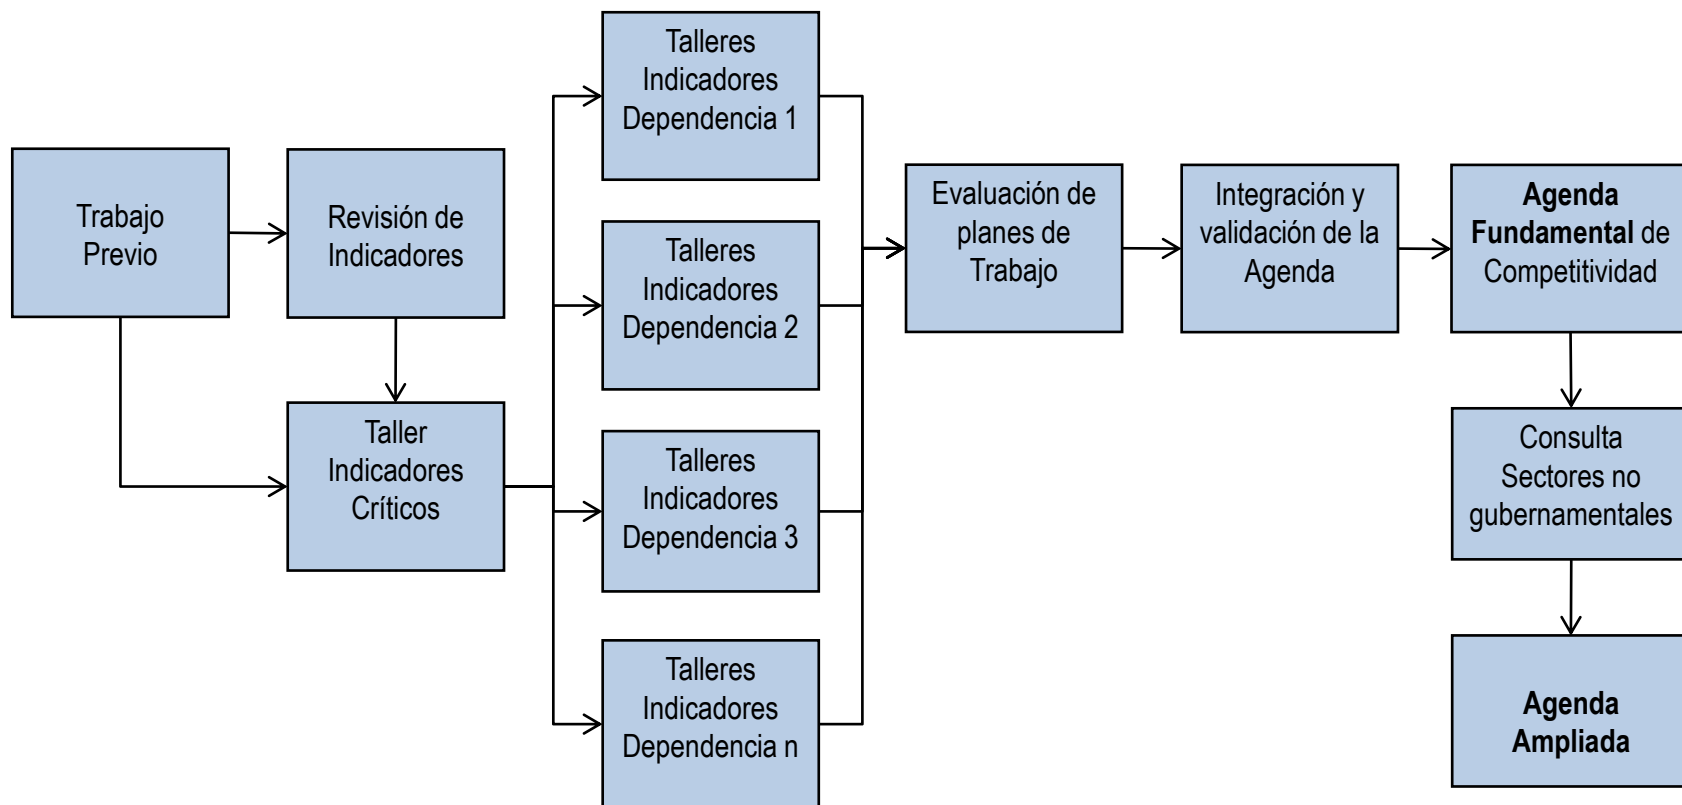 Trabajo
Previo
Revisión de
Indicadores
Taller
Indicadores
Críticos
Talleres
Indicadores
Dependencia 1
Talleres
Indicadores
Dependencia 2
Talleres
Indicadores
Dependencia 3
Talleres
Indicadores
Dependencia n
Evaluación de
planes de
Trabajo
Integración y
validación de la
Agenda
Agenda
Fundamental de
Competitividad
Consulta
Sectores no
gubernamentales
Agenda
Ampliada